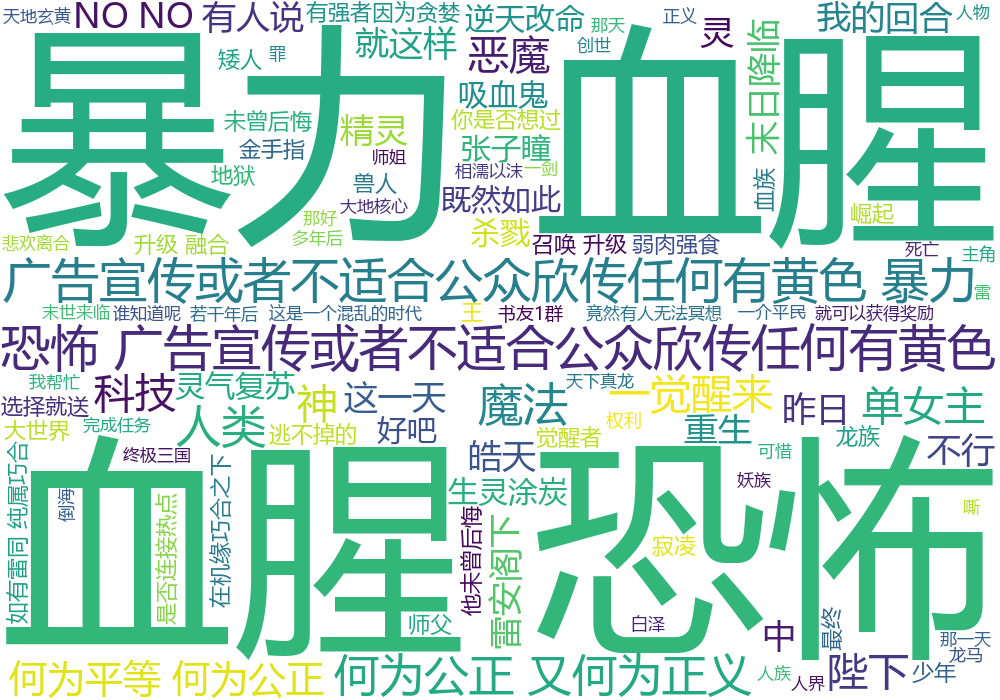 天地玄黄 NO NO 有人说 有强者因为贪婪 逆天改命 那天 正义 我的回合 人物
矮人 罪 就这样 恶魔 创世 灵 末日降临
暴力 血腥
吸血鬼
未曾后悔 精灵 你是否想过
金手指 师姐 张子瞳
地狱 兽人 相濡以沫 一剑
大地核心 既然如此 血族
那好 崛起
悲欢离合 升级 融合 多年后 杀戮 召唤 升级 弱肉强食 死亡 主角
广告宣传或者不适合公众欣传任何有黄色 暴力 雷
末世来临 谁知道呢 若干年后 这是一个混乱的时代 王 书友1群 竟然有人无法冥想 一介平民 就可以获得奖励
恐怖 广告宣传或者不适合公众欣传任何有黄色
我帮忙 科技 灵气复苏 神 这一天 魔法 天下真龙 一觉醒来 昨日 单女主
选择就送 人类 权利
大世界 完成任务 逃不掉的 好吧 觉醒者 重生 龙族 不行
终极三国 皓天 可惜
血腥 恐怖
如有雷同 纯属巧合 倒海 是否连接热点 在机缘巧合之下 生灵涂炭 妖族
他未曾后悔 雷安阁下 寂凌 嘶
师父 白泽 中 最终 那一天
龙马
何为平等 何为公正 何为公正 又何为正义 人族 人界 陛下 少年